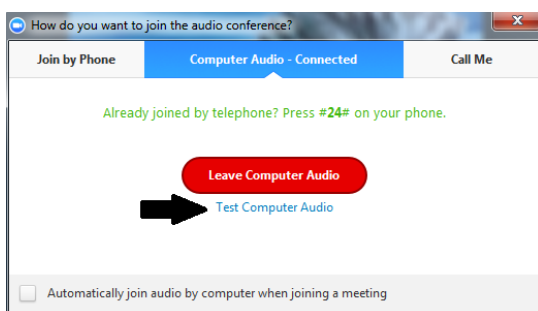 How do you want to join the audio conference?
Join by Phone
Computer Audio - Connected
Call Me
Already joined by telephone? Press #24# on your phone.
Leave Computer Audio
Test Computer Audio
Automatically join audio by computer when joining a meeting